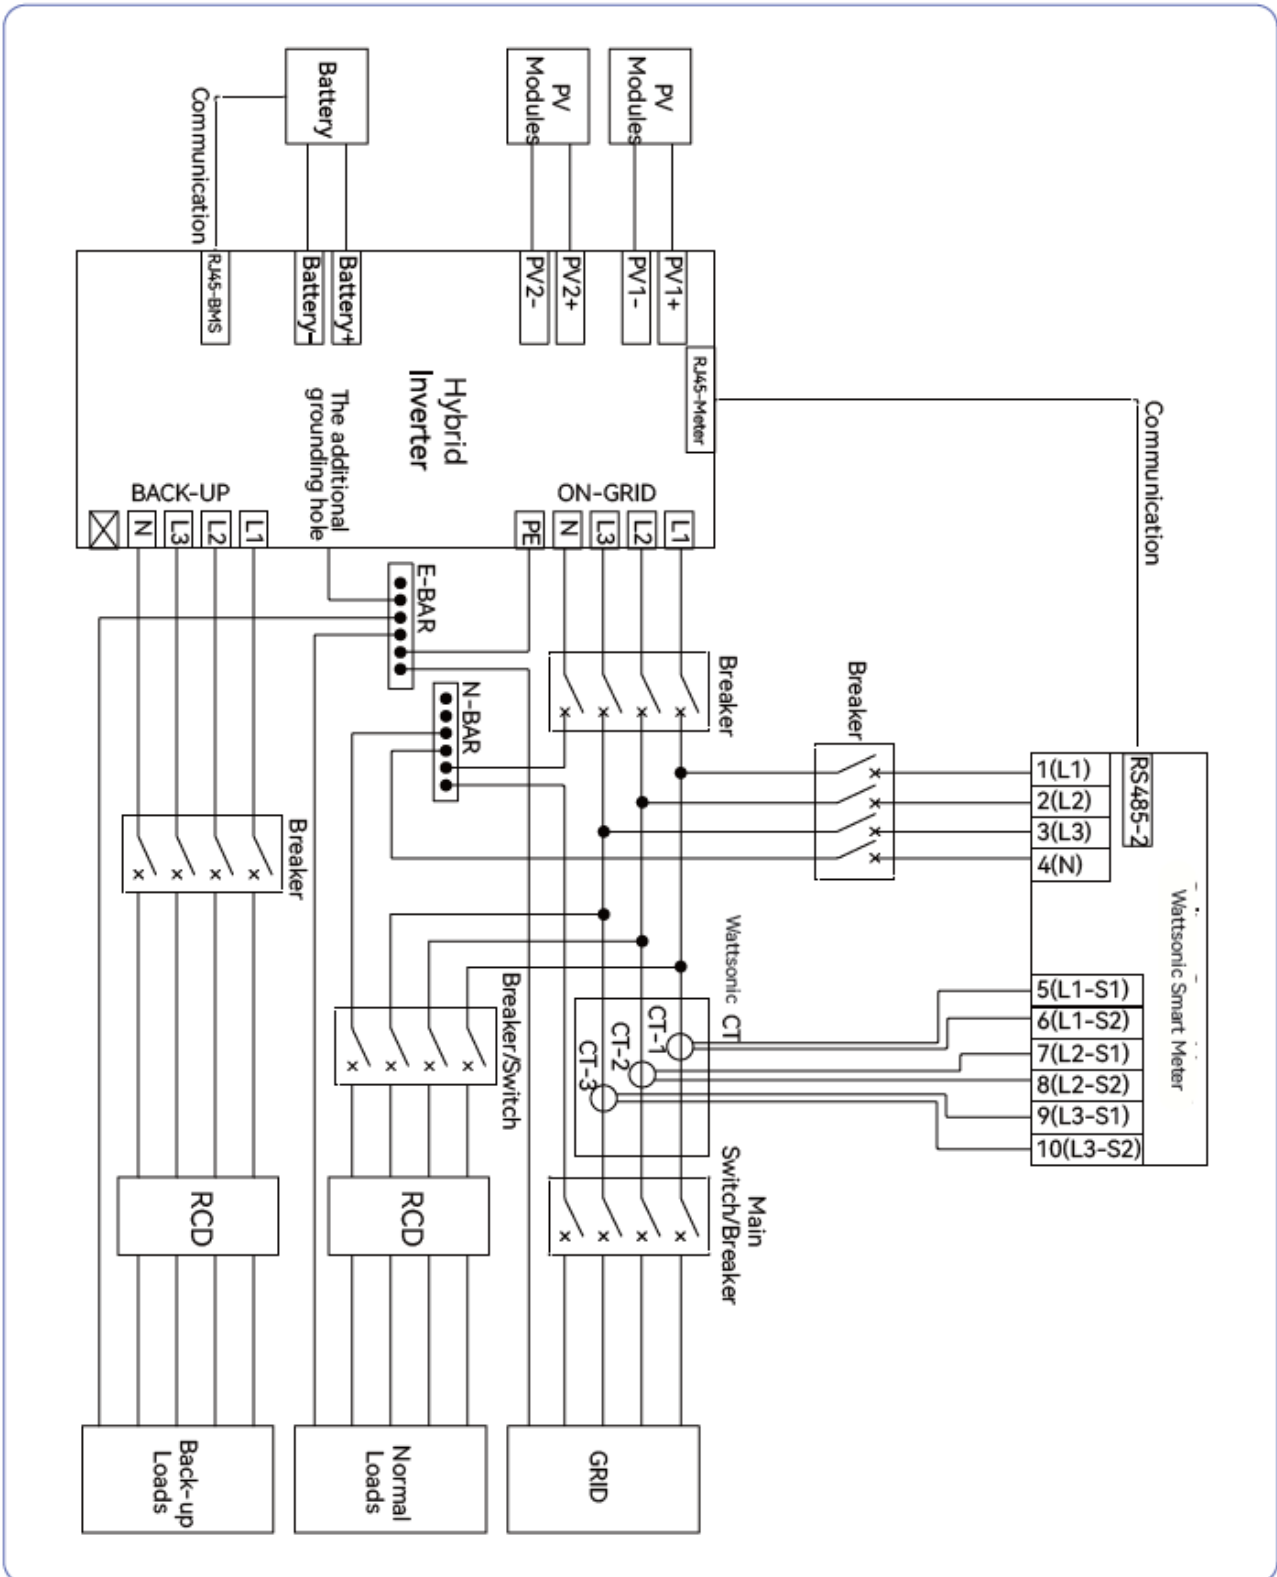 Battery
PV
Modules
PV
Modules
Communication
RJ45-BMS
Battery-
Battery+
PV2-
PV2+
PV1-
PV1+
RJ45-Meter
Hybrid
Inverter
The additional
grounding hole
Communication
BACK-UP
ON-GRID
N
L3
L2
L1
PE
N
L3
L2
L1
E-BAR
N-BAR
Breaker
Breaker
RS485-2
1(L1)
2(L2)
3(L3)
4(N)
Wattsonic Smart Meter
5(L1-S1)
6(L1-S2)
7(L2-S1)
8(L2-S2)
9(L3-S1)
10(L3-S2)
Breaker
Breaker/Switch
Wattsonic CT
CT-1
CT-2
CT-3
Main
Switch/Breaker
RCD
RCD
Back-up
Loads
Normal
Loads
GRID